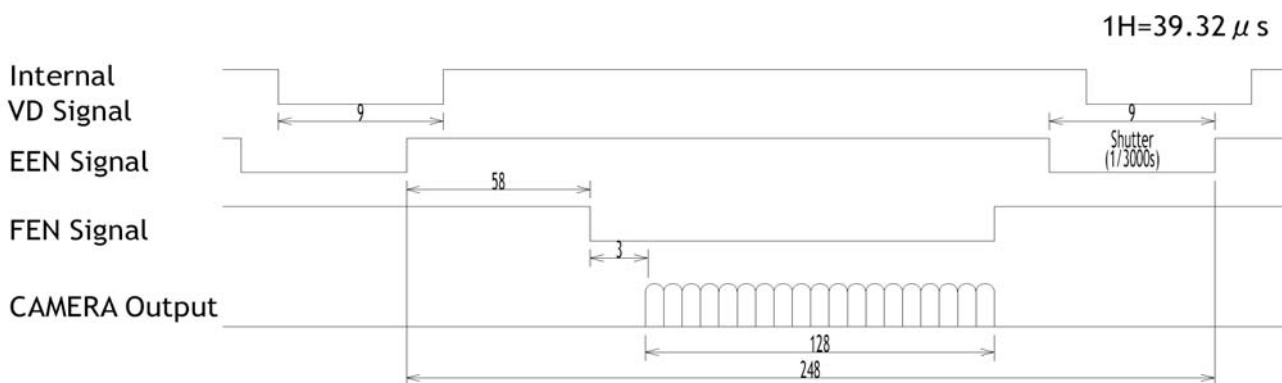 1H=39.32 μ s
Internal
VD Signal
9
9
EEN Signal
Shutter
(1/3000s)
58
FEN Signal
3
CAMERA Output
128
248